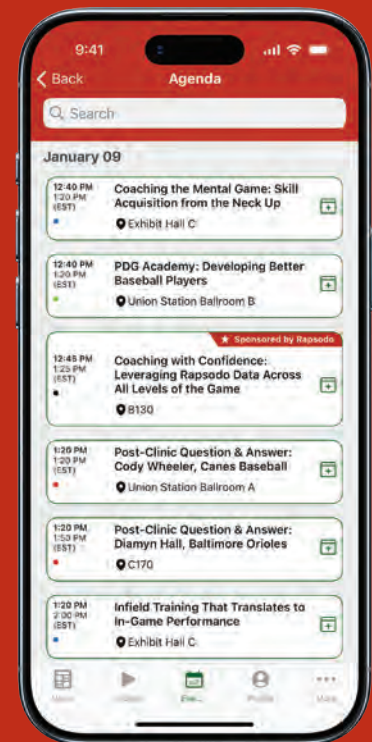 9:41
Back
Agenda
Search
January 09
12:40 PM
1:20 PM
(EST)
Coaching the Mental Game: Skill
Acquisition from the Neck Up
Exhibit Hall C
12:40 PM
1:20 PM
(EST)
PDG Academy: Developing Better
Baseball Players
Union Station Ballroom B
★ Sponsored by Rapsodo
12:45 PM
1:25 PM
(EST)
Coaching with Confidence:
Leveraging Rapsodo Data Across
All Levels of the Game
B130
1:20 PM
1:20 PM
(EST)
Post-Clinic Question & Answer:
Cody Wheeler, Canes Baseball
Union Station Ballroom A
1:20 PM
1:50 PM
(EST)
Post-Clinic Question & Answer:
Diamyn Hall, Baltimore Orioles
C170
1:20 PM
2:00 PM
(EST)
Infield Training That Translates to
In-Game Performance
Exhibit Hall C